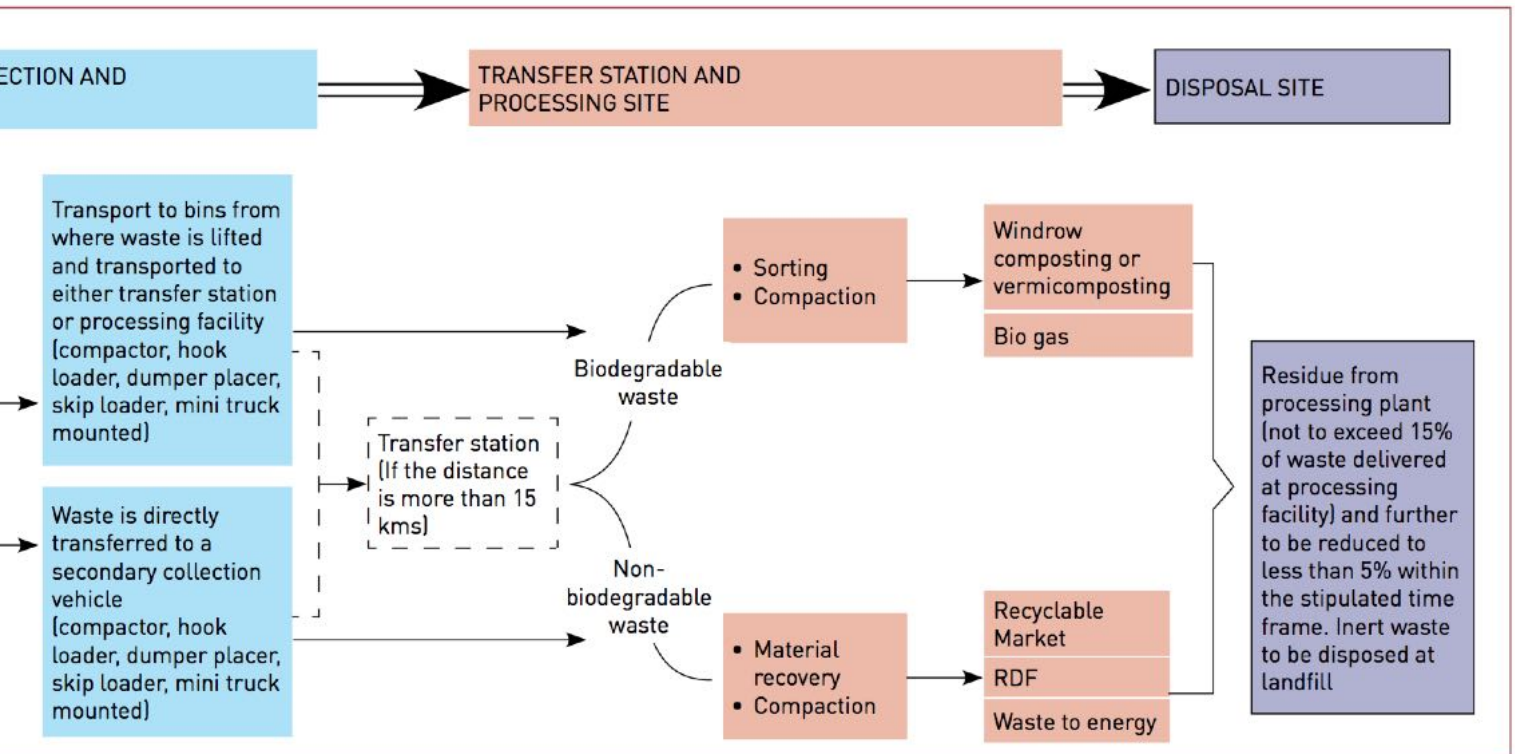 ECTION AND
TRANSFER STATION AND
PROCESSING SITE
DISPOSAL SITE
Transport to bins from
where waste is lifted
and transported to
either transfer station
or processing facility
(compactor, hook
loader, dumper placer,
skip loader, mini truck
mounted)
Waste is directly
transferred to a
secondary collection
vehicle
(compactor, hook
loader, dumper placer,
skip loader, mini truck
mounted)
Transfer station
(If the distance
is more than 15
kms)
Biodegradable
waste
Non-
biodegradable
waste
• Sorting
• Compaction
• Material
recovery
• Compaction
Windrow
composting or
vermicomposting
Bio gas
Recyclable
Market
RDF
Waste to energy
Residue from
processing plant
(not to exceed 15%
of waste delivered
at processing
facility) and further
to be reduced to
less than 5% within
the stipulated time
frame. Inert waste
to be disposed at
landfill